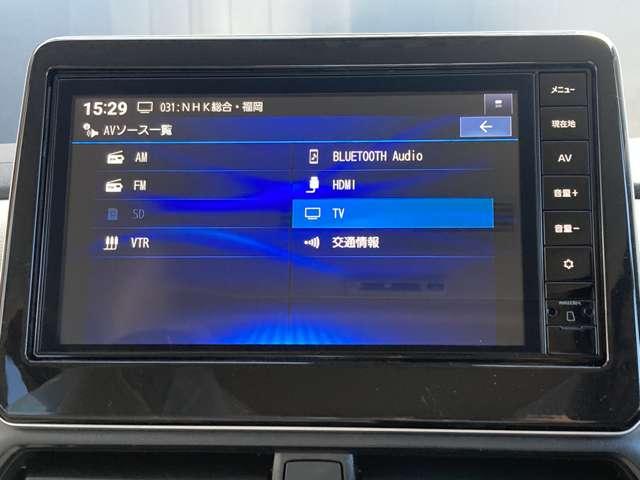 15:29 031:NHK総合・福岡
AVソース一覧
AM
FM
SD
VTR
BLUETOOTH Audio
HDMI
TV
交通情報
メニュー
現在地
AV
音量+
音量−